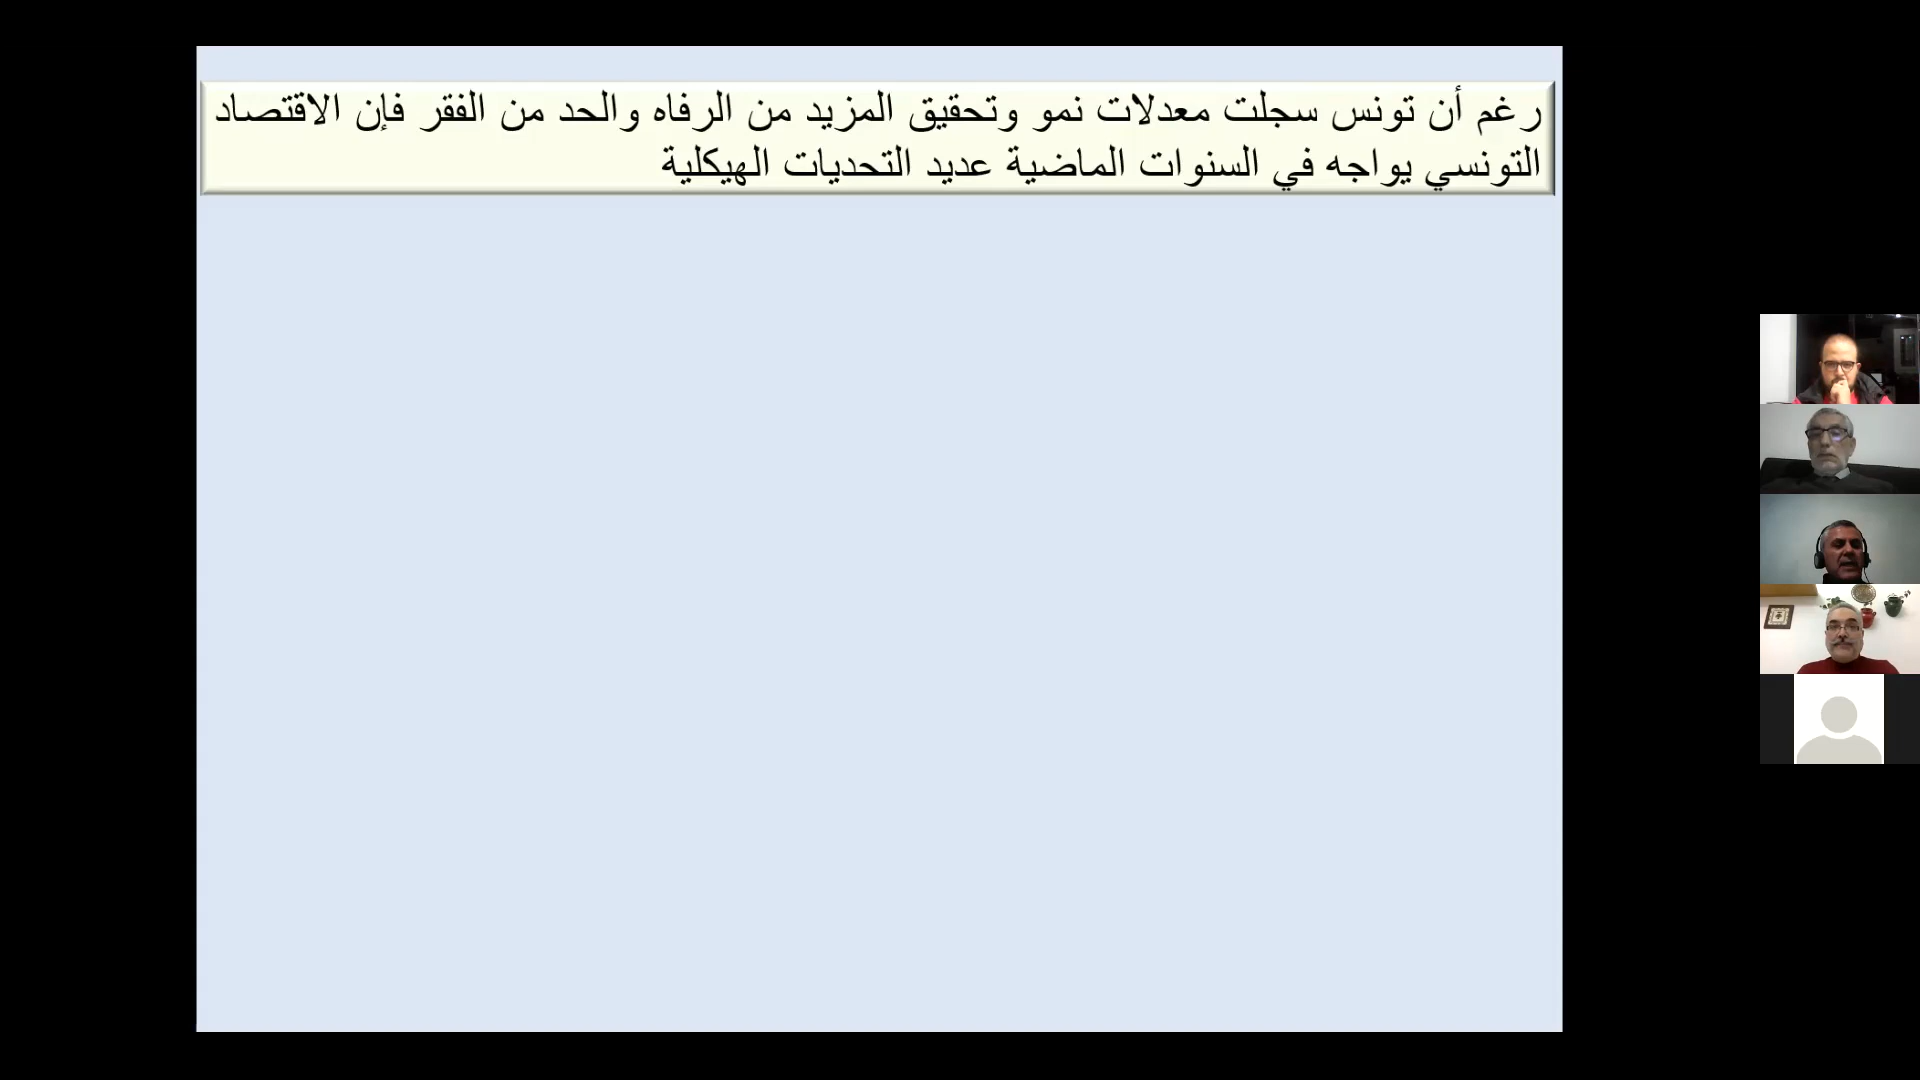 رغم أن تونس سجلت معدلات نمو وتحقيق المزيد من الرفاه والحد من الفقر فإن الاقتصاد
التونسي يواجه في السنوات الماضية عديد التحديات الهيكلية